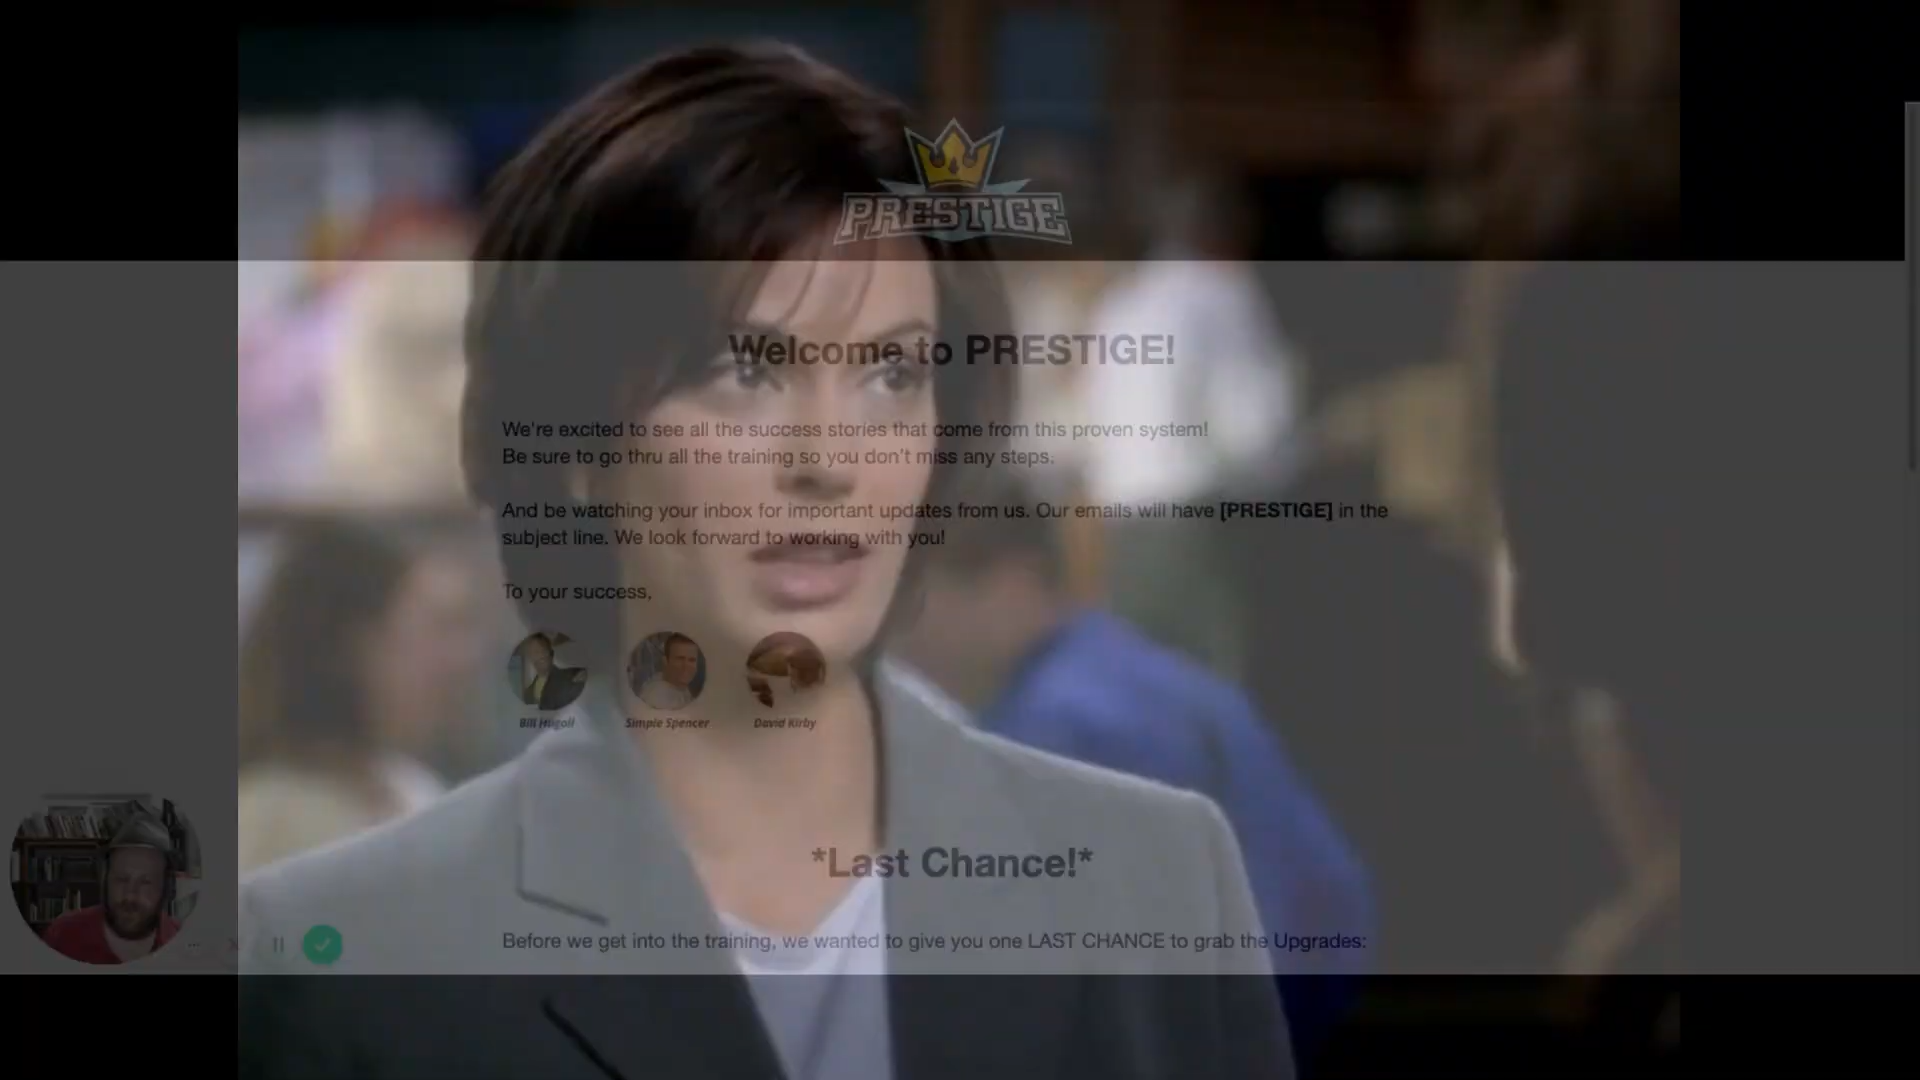 PRESTIGE
Welcome to PRESTIGE!
We're excited to see all the success stories that come from this proven system!
Be sure to go thru all the training so you don't miss any steps.
And be watching your inbox for important updates from us. Our emails will have [PRESTIGE] in the
subject line. We look forward to working with you!
To your success,
Bill Hugall Simple Spencer David Kirby
*Last Chance!*
Before we get into the training, we wanted to give you one LAST CHANCE to grab the Upgrades: